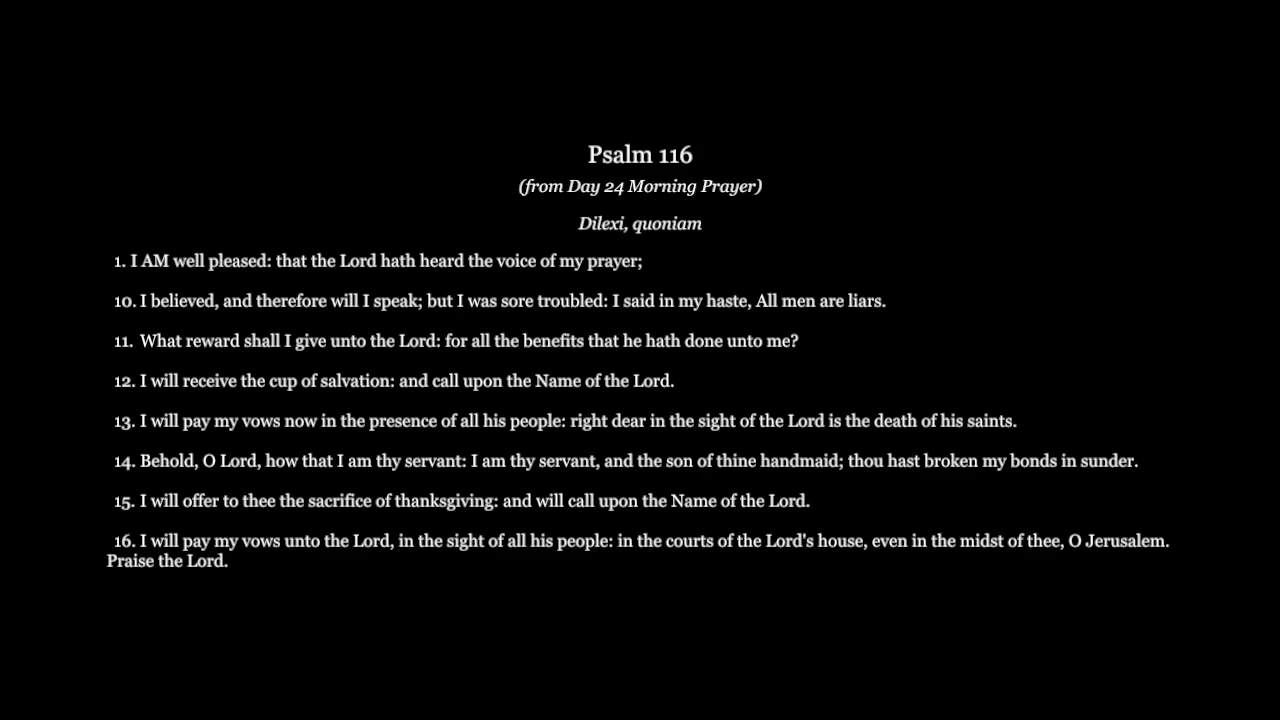 Psalm 116
(from Day 24 Morning Prayer)
Dilexi, quoniam
1. I AM well pleased: that the Lord hath heard the voice of my prayer;
10. I believed, and therefore will I speak; but I was sore troubled: I said in my haste, All men are liars.
11. What reward shall I give unto the Lord: for all the benefits that he hath done unto me?
12. I will receive the cup of salvation: and call upon the Name of the Lord.
13. I will pay my vows now in the presence of all his people: right dear in the sight of the Lord is the death of his saints.
14. Behold, O Lord, how that I am thy servant: I am thy servant, and the son of thine handmaid; thou hast broken my bonds in sunder.
15. I will offer to thee the sacrifice of thanksgiving: and will call upon the Name of the Lord.
16. I will pay my vows unto the Lord, in the sight of all his people: in the courts of the Lord's house, even in the midst of thee, O Jerusalem.
Praise the Lord.